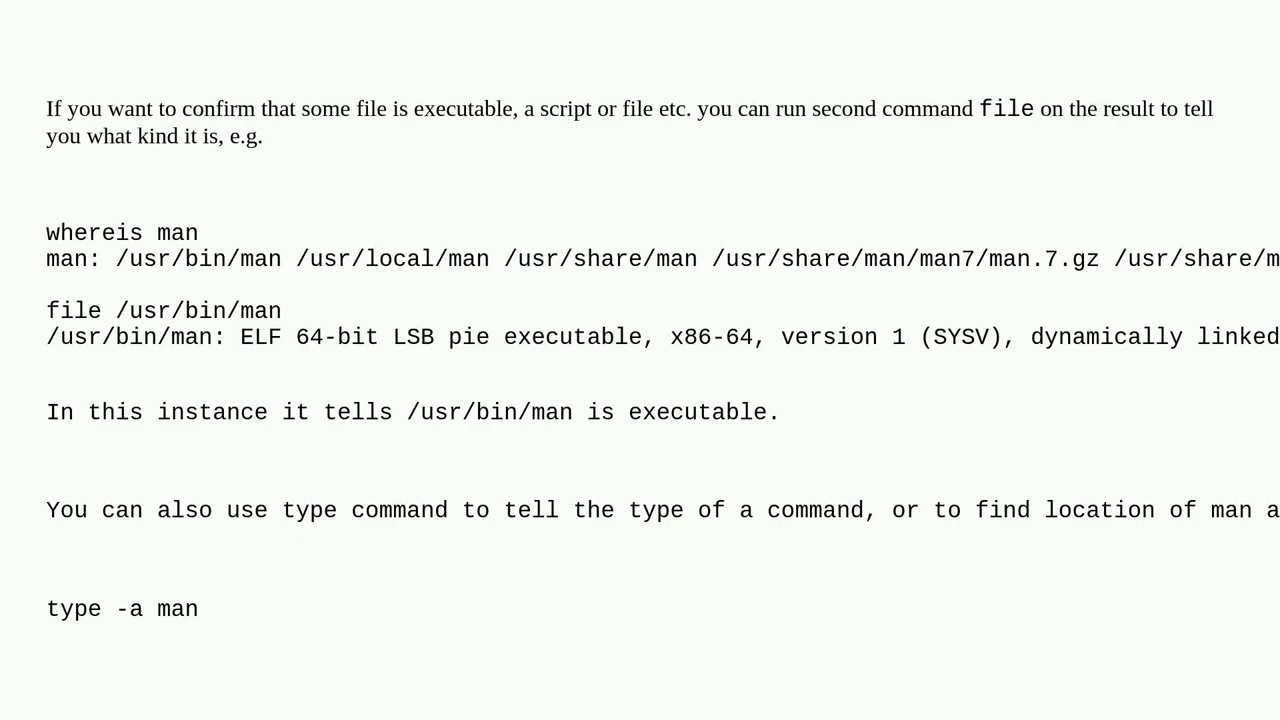 If you want to confirm that some file is executable, a script or file etc. you can run second command file on the result to tell
you what kind it is, e.g.
whereis man
man: /usr/bin/man /usr/local/man /usr/share/man /usr/share/man/man7/man.7.gz /usr/share/m
file /usr/bin/man
/usr/bin/man: ELF 64-bit LSB pie executable, x86-64, version 1 (SYSV), dynamically linked
In this instance it tells /usr/bin/man is executable.
You can also use type command to tell the type of a command, or to find location of man a
type -a man